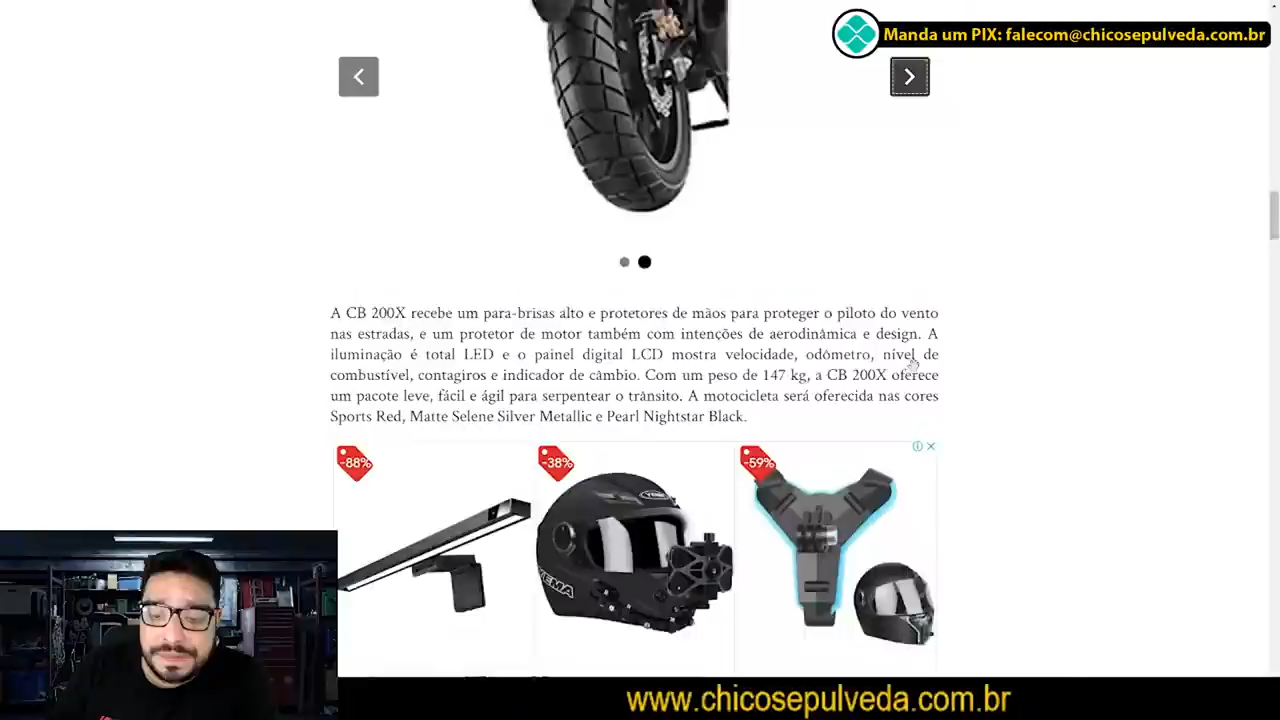 Manda um PIX: falecom@chicosepulveda.com.br
A CB 200X recebe um para-brisas alto e protetores de mãos para proteger o piloto do vento
nas estradas, e um protetor de motor também com intenções de aerodinâmica e design. A
iluminação é total LED e o painel digital LCD mostra velocidade, odômetro, nível de
combustível, contagiros e indicador de câmbio. Com um peso de 147 kg, a CB 200X oferece
um pacote leve, fácil e ágil para serpentear o trânsito. A motocicleta será oferecida nas cores
Sports Red, Matte Selene Silver Metallic e Pearl Nightstar Black.
-88%
-38%
-59%
YEMA
www.chicosepulveda.com.br